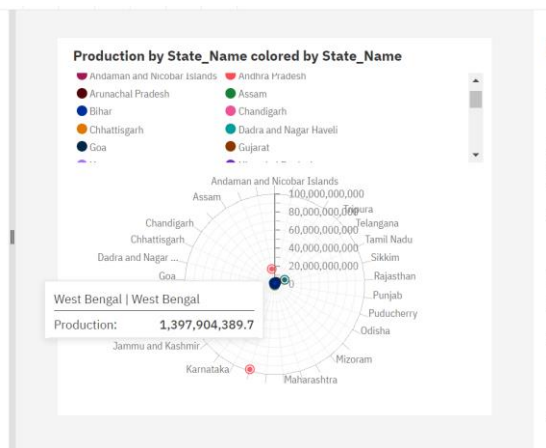 Production by State_Name colored by State_Name
Andaman and Nicobar Islands Andhra Pradesh
Arunachal Pradesh Assam
Bihar Chandigarh
Chhattisgarh Dadra and Nagar Haveli
Goa Gujarat
Andaman and Nicobar Islands
Assam 100,000,000,000
80,000,000,000 Tripura
Chandigarh 60,000,000,000 Telangana
Chhattisgarh 40,000,000,000 Tamil Nadu
Dadra and Nagar ... 20,000,000,000 Sikkim
Goa 0 Rajasthan
West Bengal | West Bengal Punjab
Puducherry
Production: 1,397,904,389.7 Odisha
Jammu and Kashmir
Karnataka Mizoram
Maharashtra